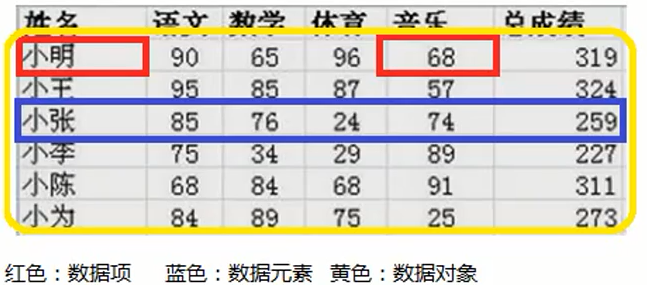 姓名 语文 数学 体育 音乐 总成绩
小明 90 65 96 68 319
小王 95 85 87 57 324
小张 85 76 24 74 259
小李 75 34 29 89 227
小陈 68 84 68 91 311
小为 84 89 75 25 273
红色：数据项 蓝色：数据元素 黄色：数据对象